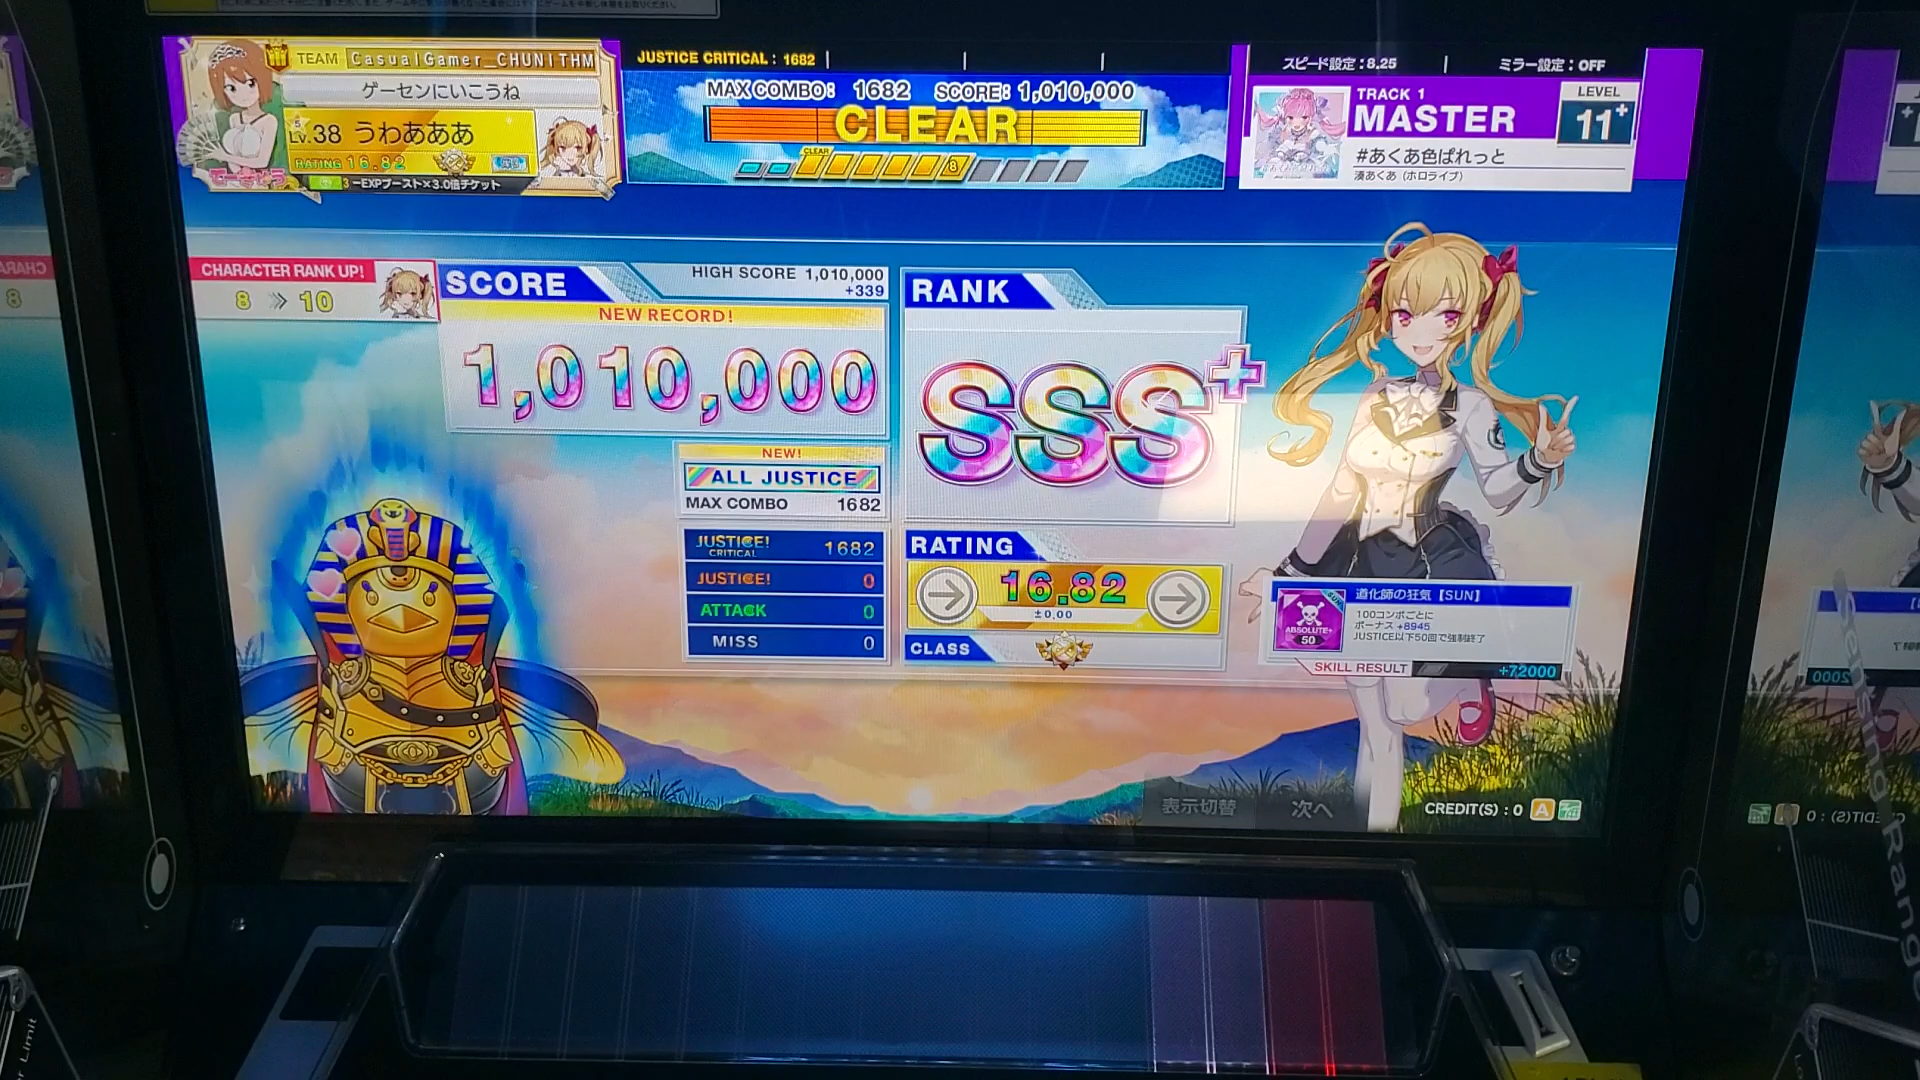 TEAM CasualGamer_CHUNITHM
ゲーセンにいこうね
5
Lv.38 うわあああ
RATING 16.82
3 EXPブースト×3.0倍チケット
JUSTICE CRITICAL : 1682
MAX COMBO: 1682 SCORE: 1,010,000
CLEAR
CLEAR
8
スピード設定:8.25 ミラー設定:OFF
TRACK 1
MASTER
LEVEL
11+
#あくあ色ぱれっと
湊あくあ(ホロライブ)
CHARACTER RANK UP!
8 10
SCORE
HIGH SCORE 1,010,000
+339
NEW RECORD!
1,010,000
RANK
SSS+
NEW!
ALL JUSTICE
MAX COMBO 1682
JUSTICE! CRITICAL 1682
JUSTICE! 0
ATTACK 0
MISS 0
RATING
16.82
±0.00
CLASS
道化師の狂気【SUN】
100コンボごとに
ボーナス +8945
JUSTICE以下50回で強制終了
ABSOLUTE+
50
SKILL RESULT +72000
表示切替 次へ
CREDIT(S) : 0 A